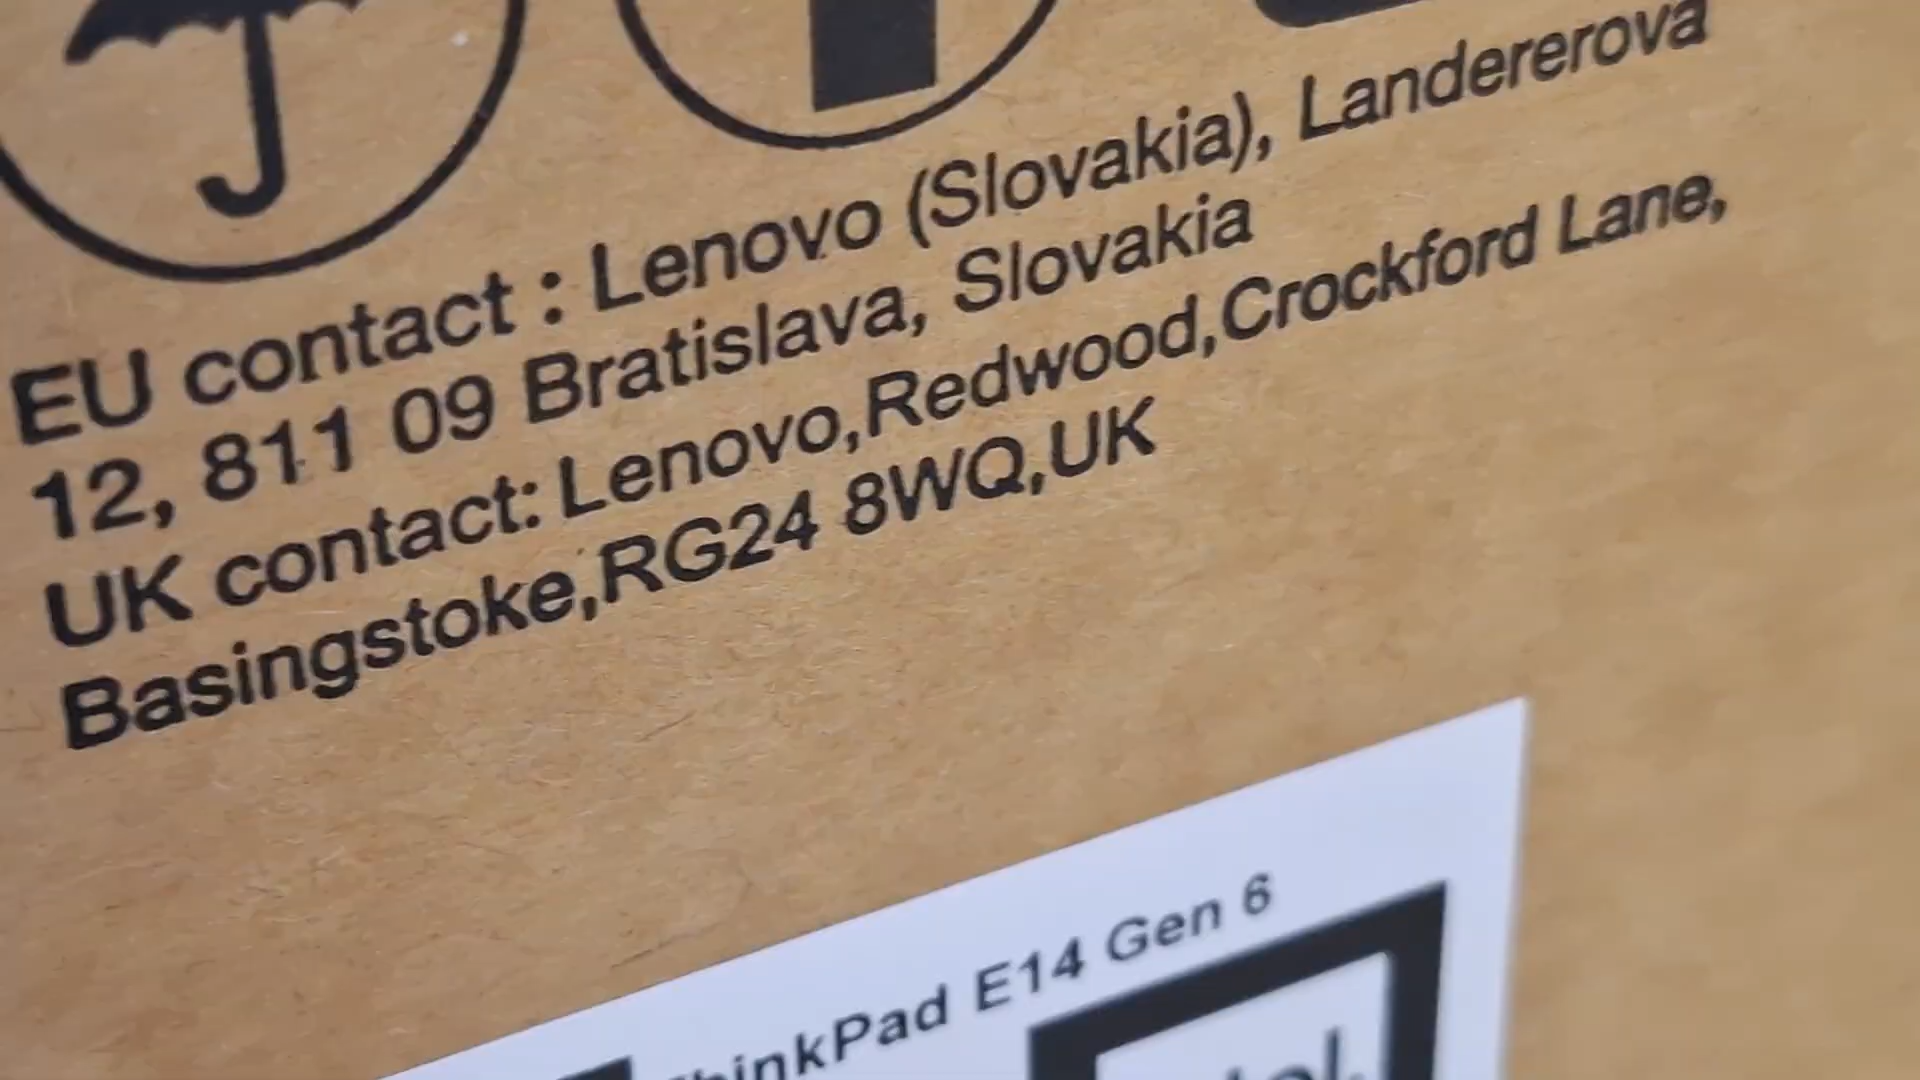 EU contact : Lenovo (Slovakia), Landererova
12, 811 09 Bratislava, Slovakia
UK contact: Lenovo,Redwood,Crockford Lane,
Basingstoke,RG24 8WQ,UK
ThinkPad E14 Gen 6